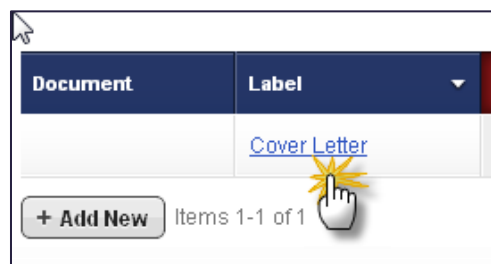 Document Label
Cover Letter
+ Add New Items 1-1 of 1